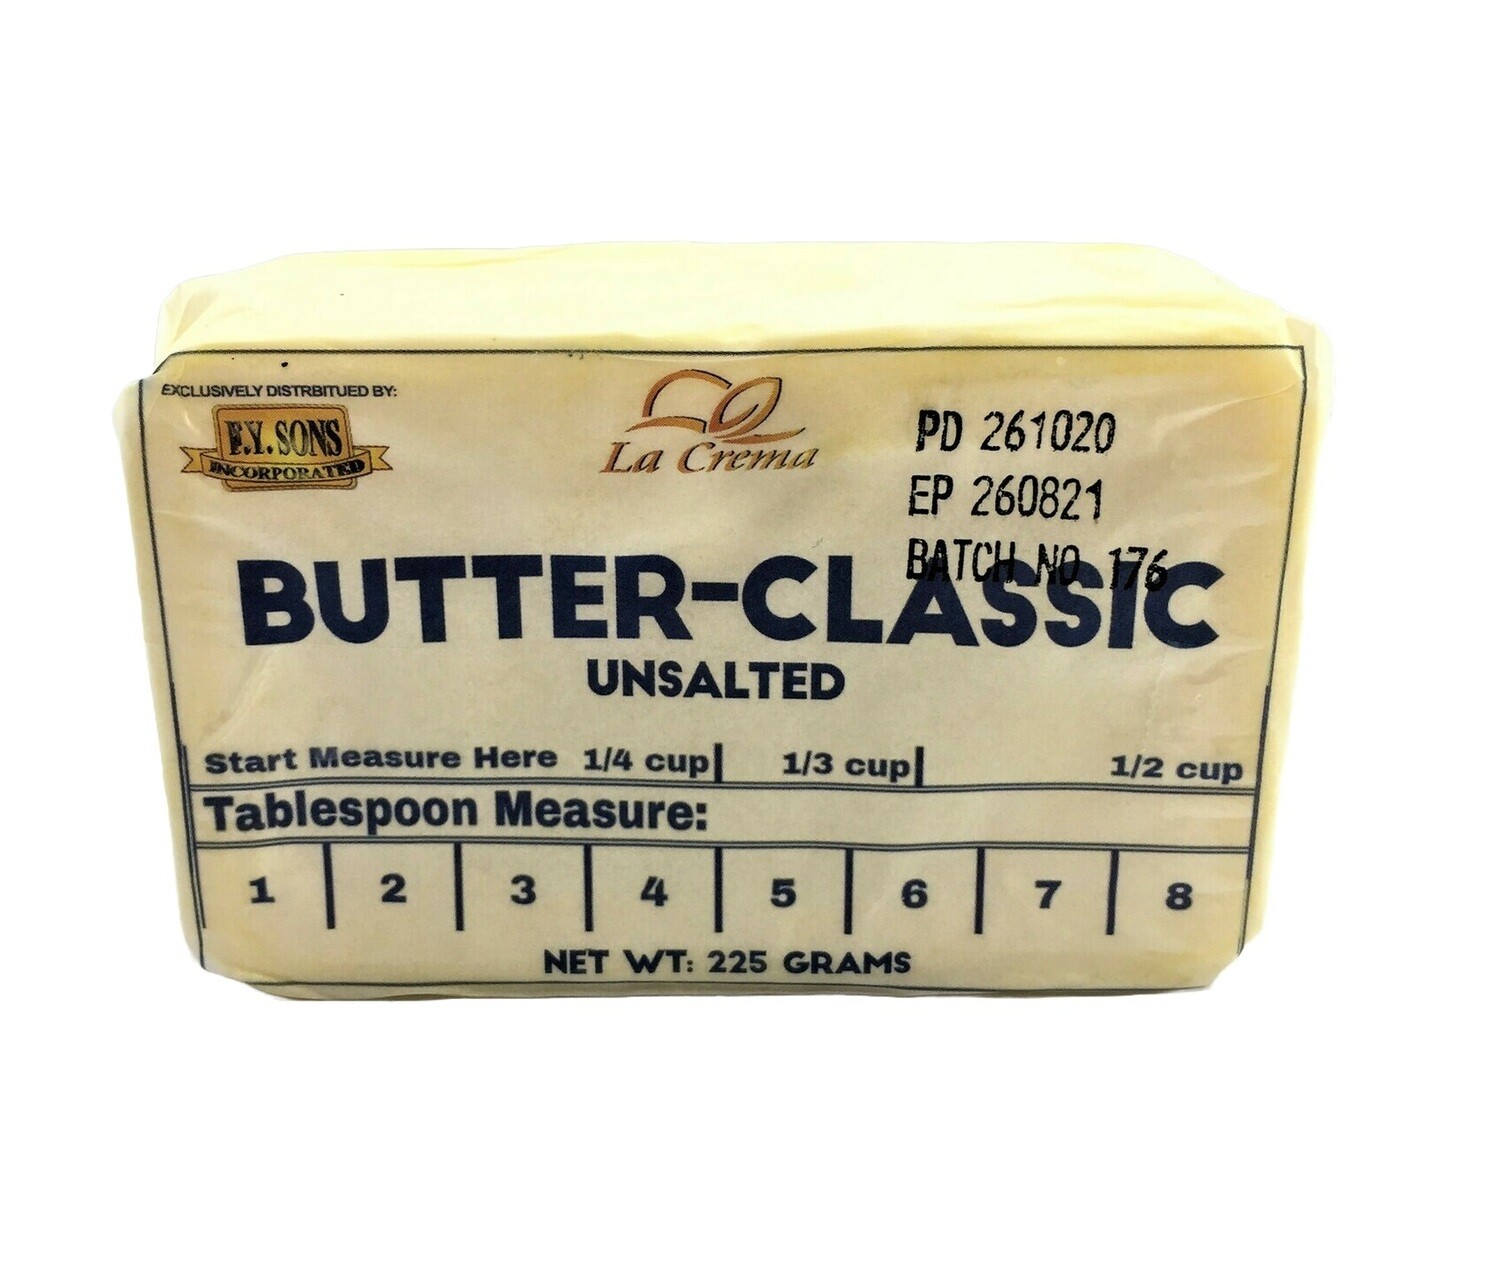 EXCLUSIVELY DISTRBITUED BY:
F.Y. SONS
INCORPORATED
La Crema
PD 261020
EP 260821
BATCH NO 176
BUTTER-CLASSIC
UNSALTED
Start Measure Here 1/4 cup 1/3 cup 1/2 cup
Tablespoon Measure:
1 2 3 4 5 6 7 8
NET WT: 225 GRAMS